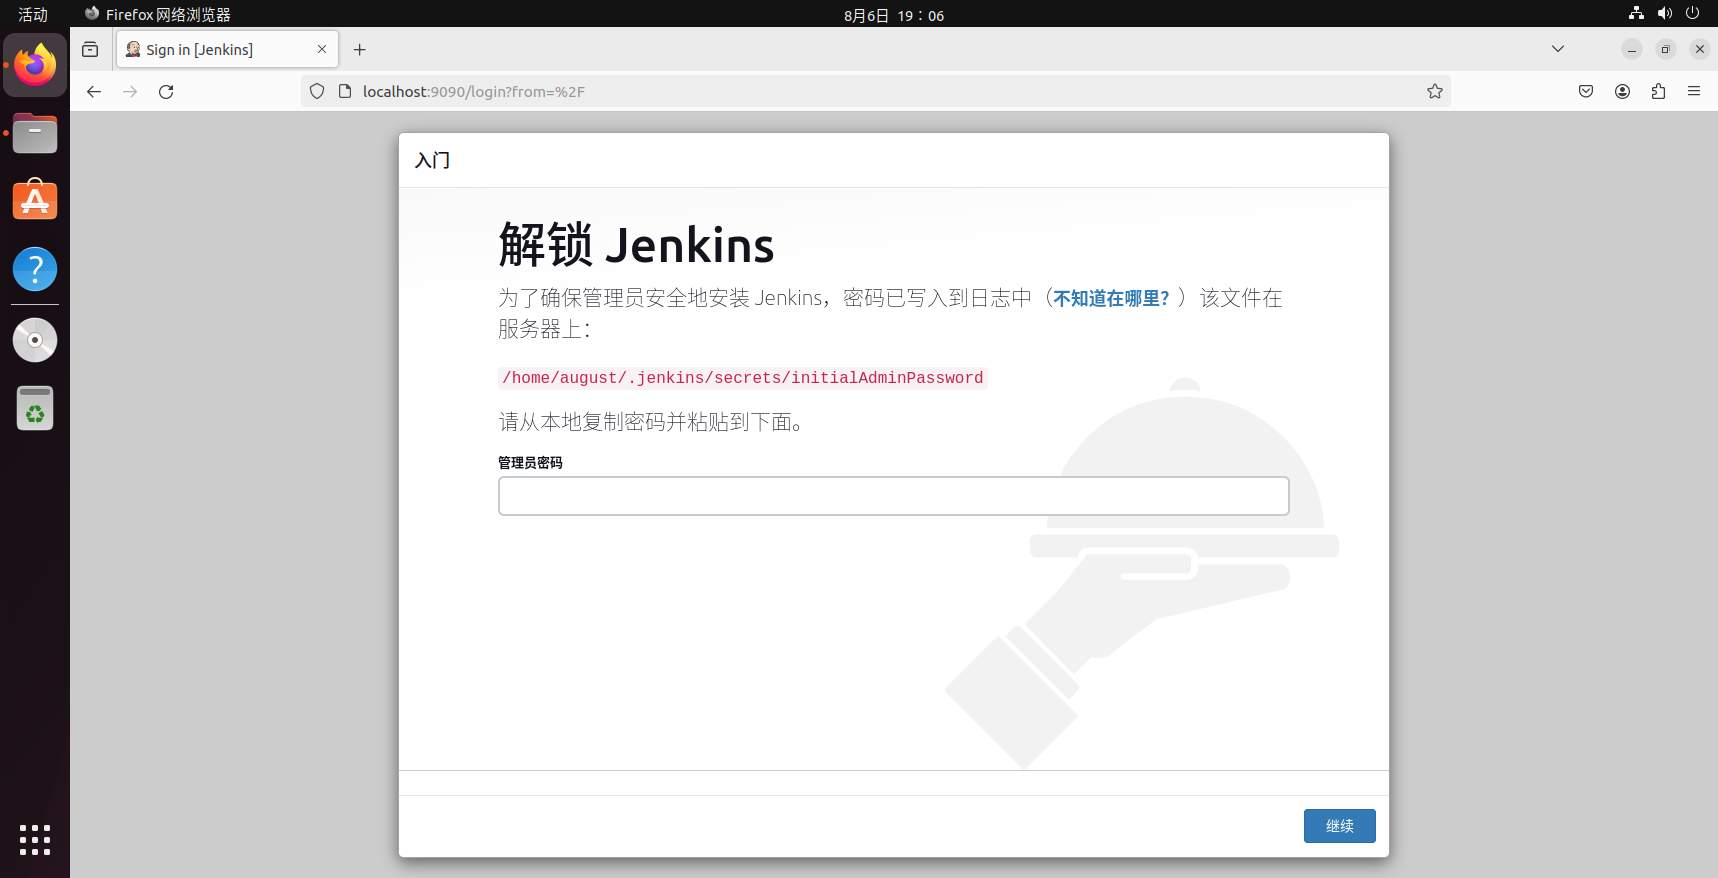 活动
Firefox 网络浏览器
8月6日 19：06
Sign in [Jenkins]
localhost:9090/login?from=%2F
入门
解锁 Jenkins
为了确保管理员安全地安装 Jenkins，密码已写入到日志中（不知道在哪里？）该文件在
服务器上：
/home/august/.jenkins/secrets/initialAdminPassword
请从本地复制密码并粘贴到下面。
管理员密码
继续